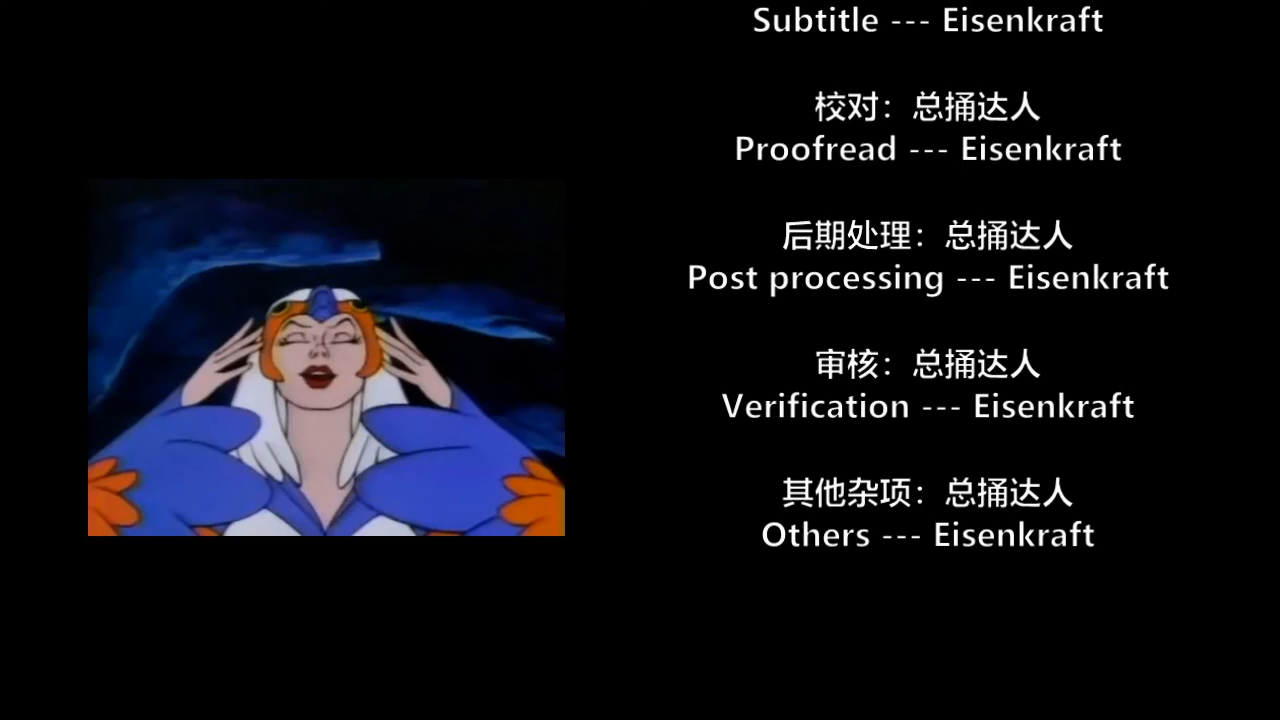 Subtitle --- Eisenkraft
校对：总捅达人
Proofread --- Eisenkraft
后期处理：总捅达人
Post processing --- Eisenkraft
审核：总捅达人
Verification --- Eisenkraft
其他杂项：总捅达人
Others --- Eisenkraft